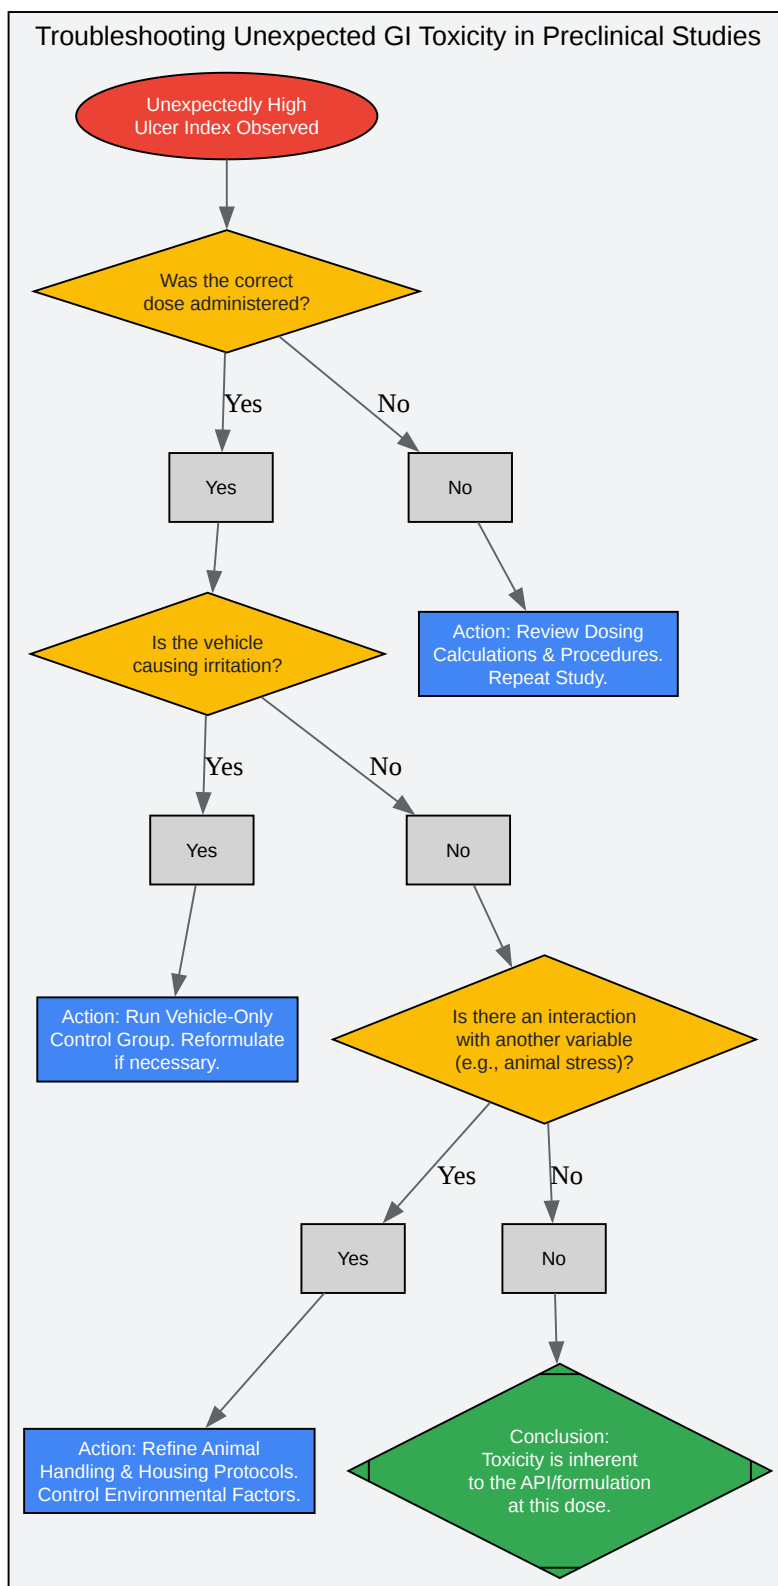 Troubleshooting Unexpected GI Toxicity in Preclinical Studies
Unexpectedly High
Ulcer Index Observed
Was the correct
dose administered?
Yes
No
Yes
No
Is the vehicle
causing irritation?
Action: Review Dosing
Calculations & Procedures.
Repeat Study.
Yes
No
Yes
No
Action: Run Vehicle-Only
Control Group. Reformulate
if necessary.
Is there an interaction
with another variable
(e.g., animal stress)?
Yes
No
Yes
No
Action: Refine Animal
Handling & Housing Protocols.
Control Environmental Factors.
Conclusion:
Toxicity is inherent
to the API/formulation
at this dose.